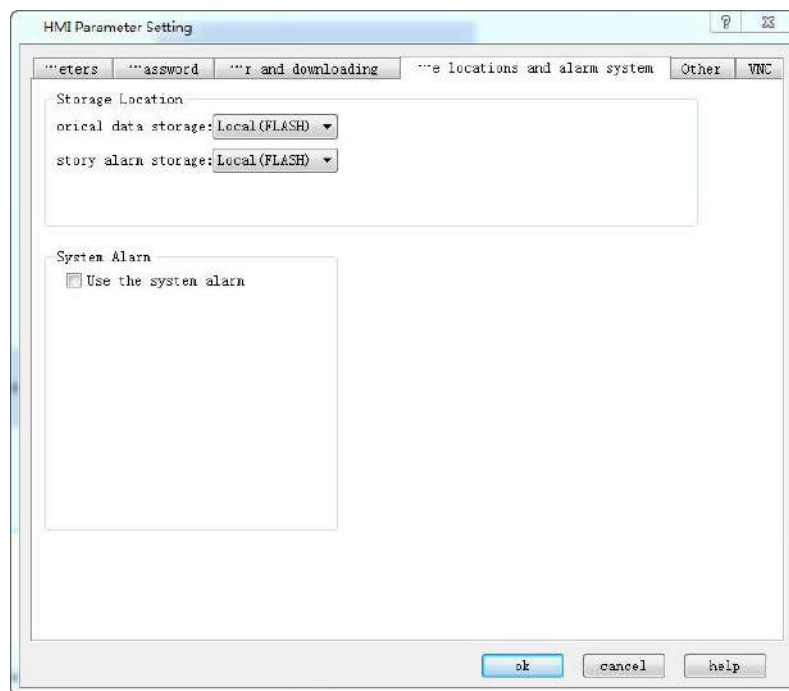 HMI Parameter Setting
...eters ...assword ...r and downloading ...e locations and alarm system Other VNC
Storage Location
orical data storage: Local(FLASH)
story alarm storage: Local(FLASH)
System Alarm
Use the system alarm
ok cancel help